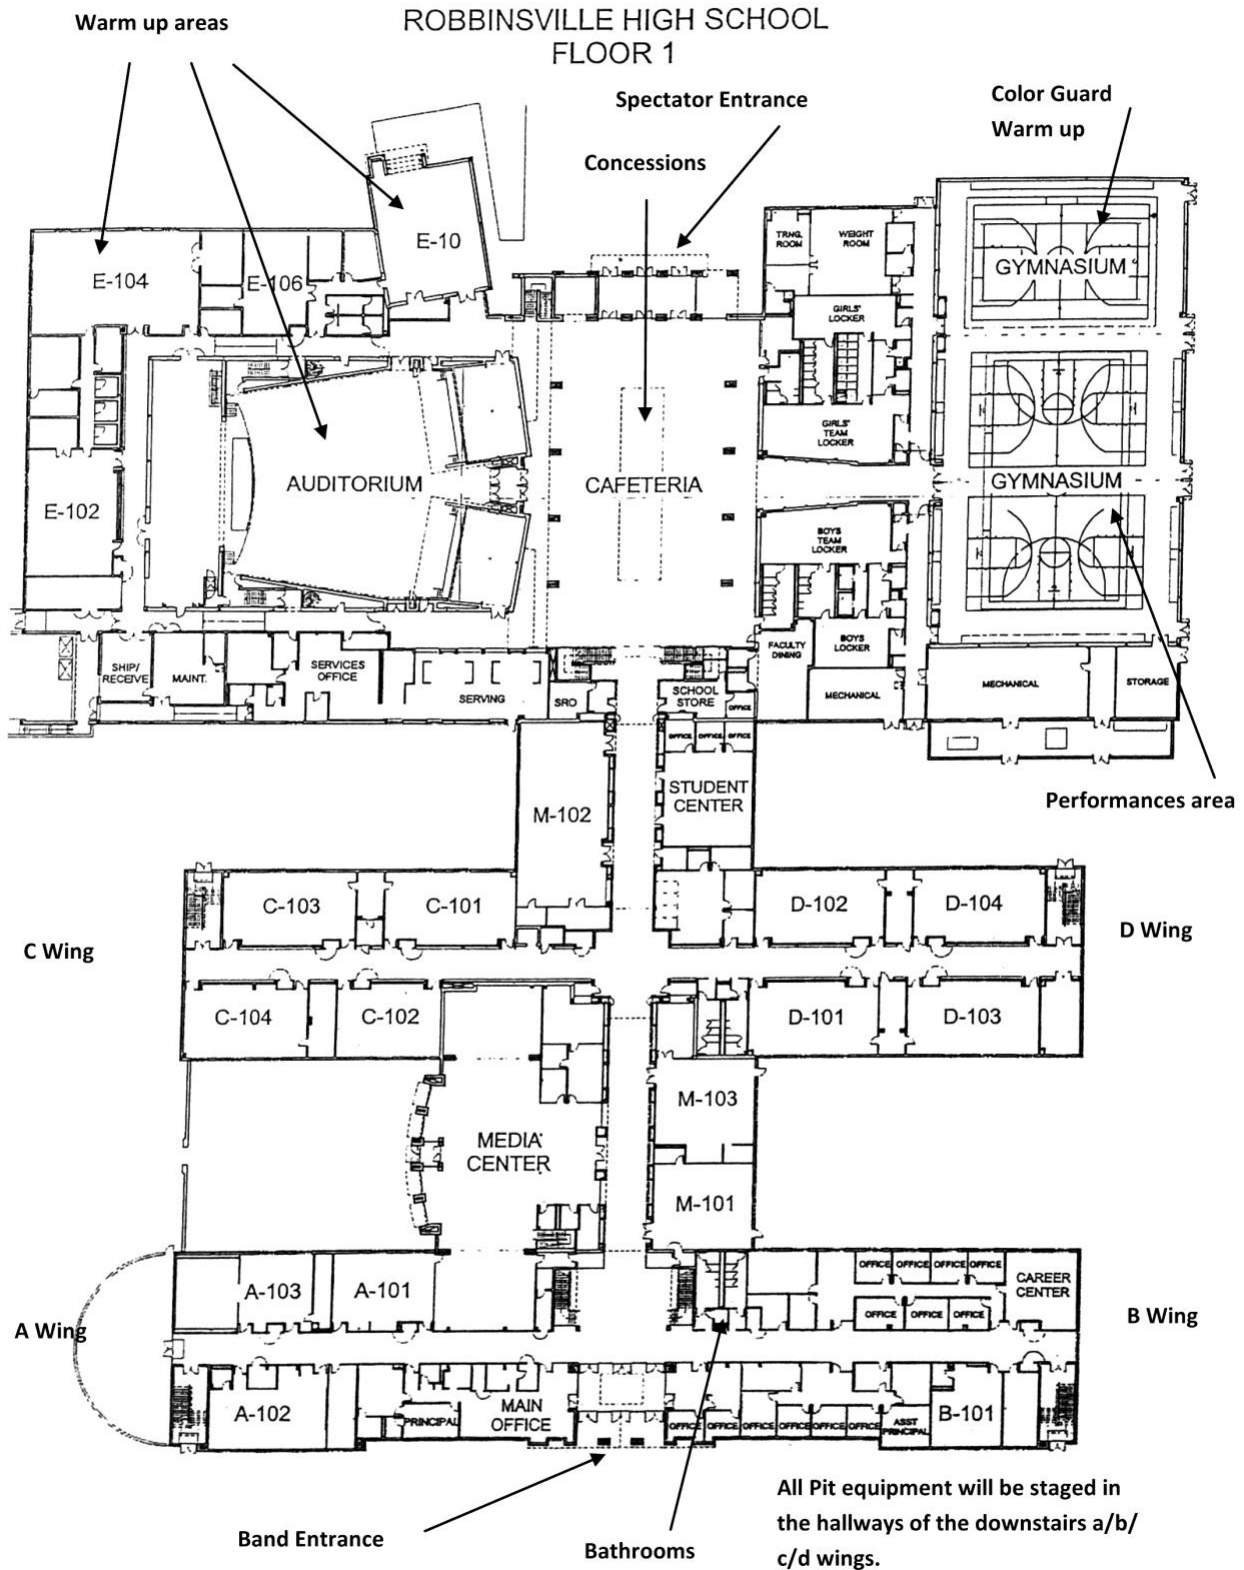 ROBBINSVILLE HIGH SCHOOL
FLOOR 1
Warm up areas
Spectator Entrance
Concessions
Color Guard
Warm up
E-104
E-106
E-10
TRNG.
ROOM
WEIGHT
ROOM
GYMNASIUM
GIRLS'
LOCKER
GIRLS'
TEAM
LOCKER
E-102
AUDITORIUM
CAFETERIA
GYMNASIUM
BOYS
TEAM
LOCKER
SHIP/
RECEIVE
MAINT.
SERVICES
OFFICE
SERVING
SRO
SCHOOL
STORE
OFFICE
FACULTY
DINING
BOYS
LOCKER
MECHANICAL
MECHANICAL
STORAGE
OFFICE
OFFICE
OFFICE
STUDENT
CENTER
M-102
Performances area
C Wing
C-103
C-101
D-102
D-104
D Wing
C-104
C-102
D-101
D-103
M-103
MEDIA
CENTER
M-101
A Wing
A-103
A-101
OFFICE
OFFICE
OFFICE
OFFICE
OFFICE
OFFICE
OFFICE
CAREER
CENTER
B Wing
A-102
PRINCIPAL
MAIN
OFFICE
OFFICE
OFFICE
OFFICE
OFFICE
OFFICE
OFFICE
ASST
PRINCIPAL
B-101
Band Entrance
Bathrooms
All Pit equipment will be staged in
the hallways of the downstairs a/b/
c/d wings.